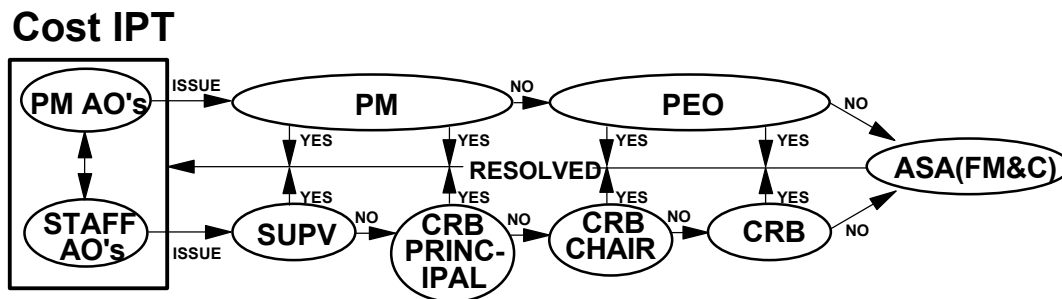 Cost IPT
PM AO's
ISSUE
PM
NO
PEO
NO
YES
YES
YES
YES
RESOLVED
ASA(FM&C)
YES
YES
YES
YES
STAFF
AO's
ISSUE
SUPV
NO
CRB
PRINC-
IPAL
NO
CRB
CHAIR
NO
CRB
NO